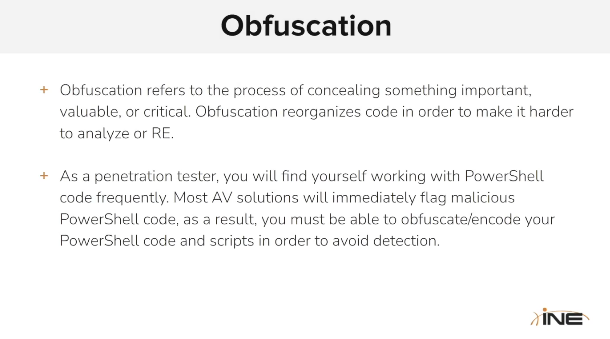 Obfuscation
+ Obfuscation refers to the process of concealing something important,
valuable, or critical. Obfuscation reorganizes code in order to make it harder
to analyze or RE.
+ As a penetration tester, you will find yourself working with PowerShell
code frequently. Most AV solutions will immediately flag malicious
PowerShell code, as a result, you must be able to obfuscate/encode your
PowerShell code and scripts in order to avoid detection.
INE